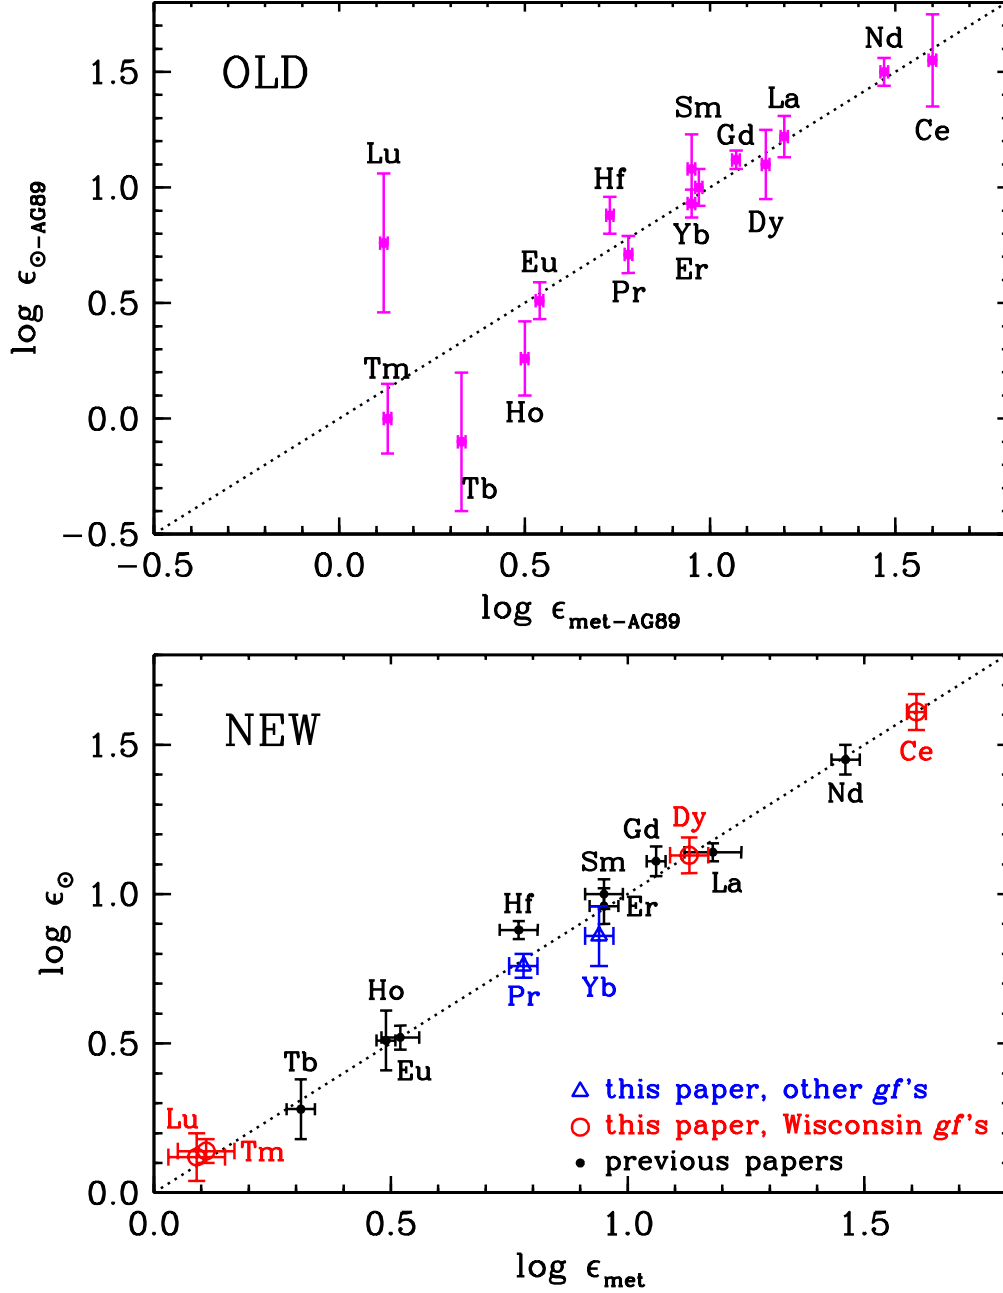 OLD
Nd
Ce
La
Sm
Gd
Dy
Lu
Hf
Yb
Er
Pr
Eu
Tm
Ho
Tb
1.5
1.0
0.5
0.0
−0.5
log ϵ⊙−AG89
−0.5 0.0 0.5 1.0 1.5
log ϵmet−AG89
NEW
Ce
Nd
Dy
Gd
Sm
La
Er
Hf
Yb
Pr
Ho
Eu
Tb
Lu
Tm
1.5
1.0
0.5
0.0
log ϵ⊙
this paper, other gf's
this paper, Wisconsin gf's
previous papers
0.0 0.5 1.0 1.5
log ϵmet